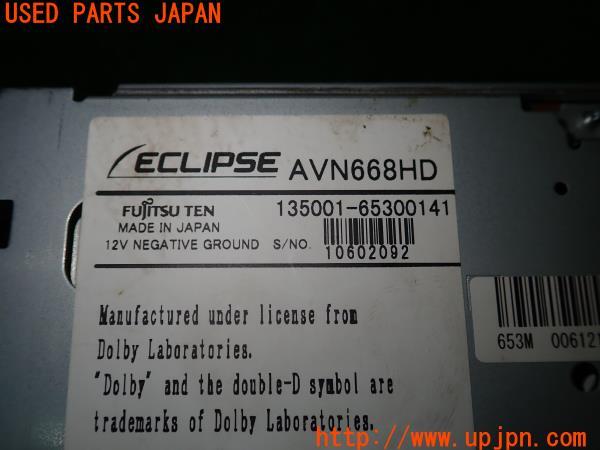 USED PARTS JAPAN
ECLIPSE AVN668HD
FUJITSU TEN 135001-65300141
MADE IN JAPAN
12V NEGATIVE GROUND S/NO. 10602092
Manufactured under license from
Dolby Laboratories.
"Dolby" and the double-D symbol are
trademarks of Dolby Laboratories.
653M 006121
http://www.upjpn.com